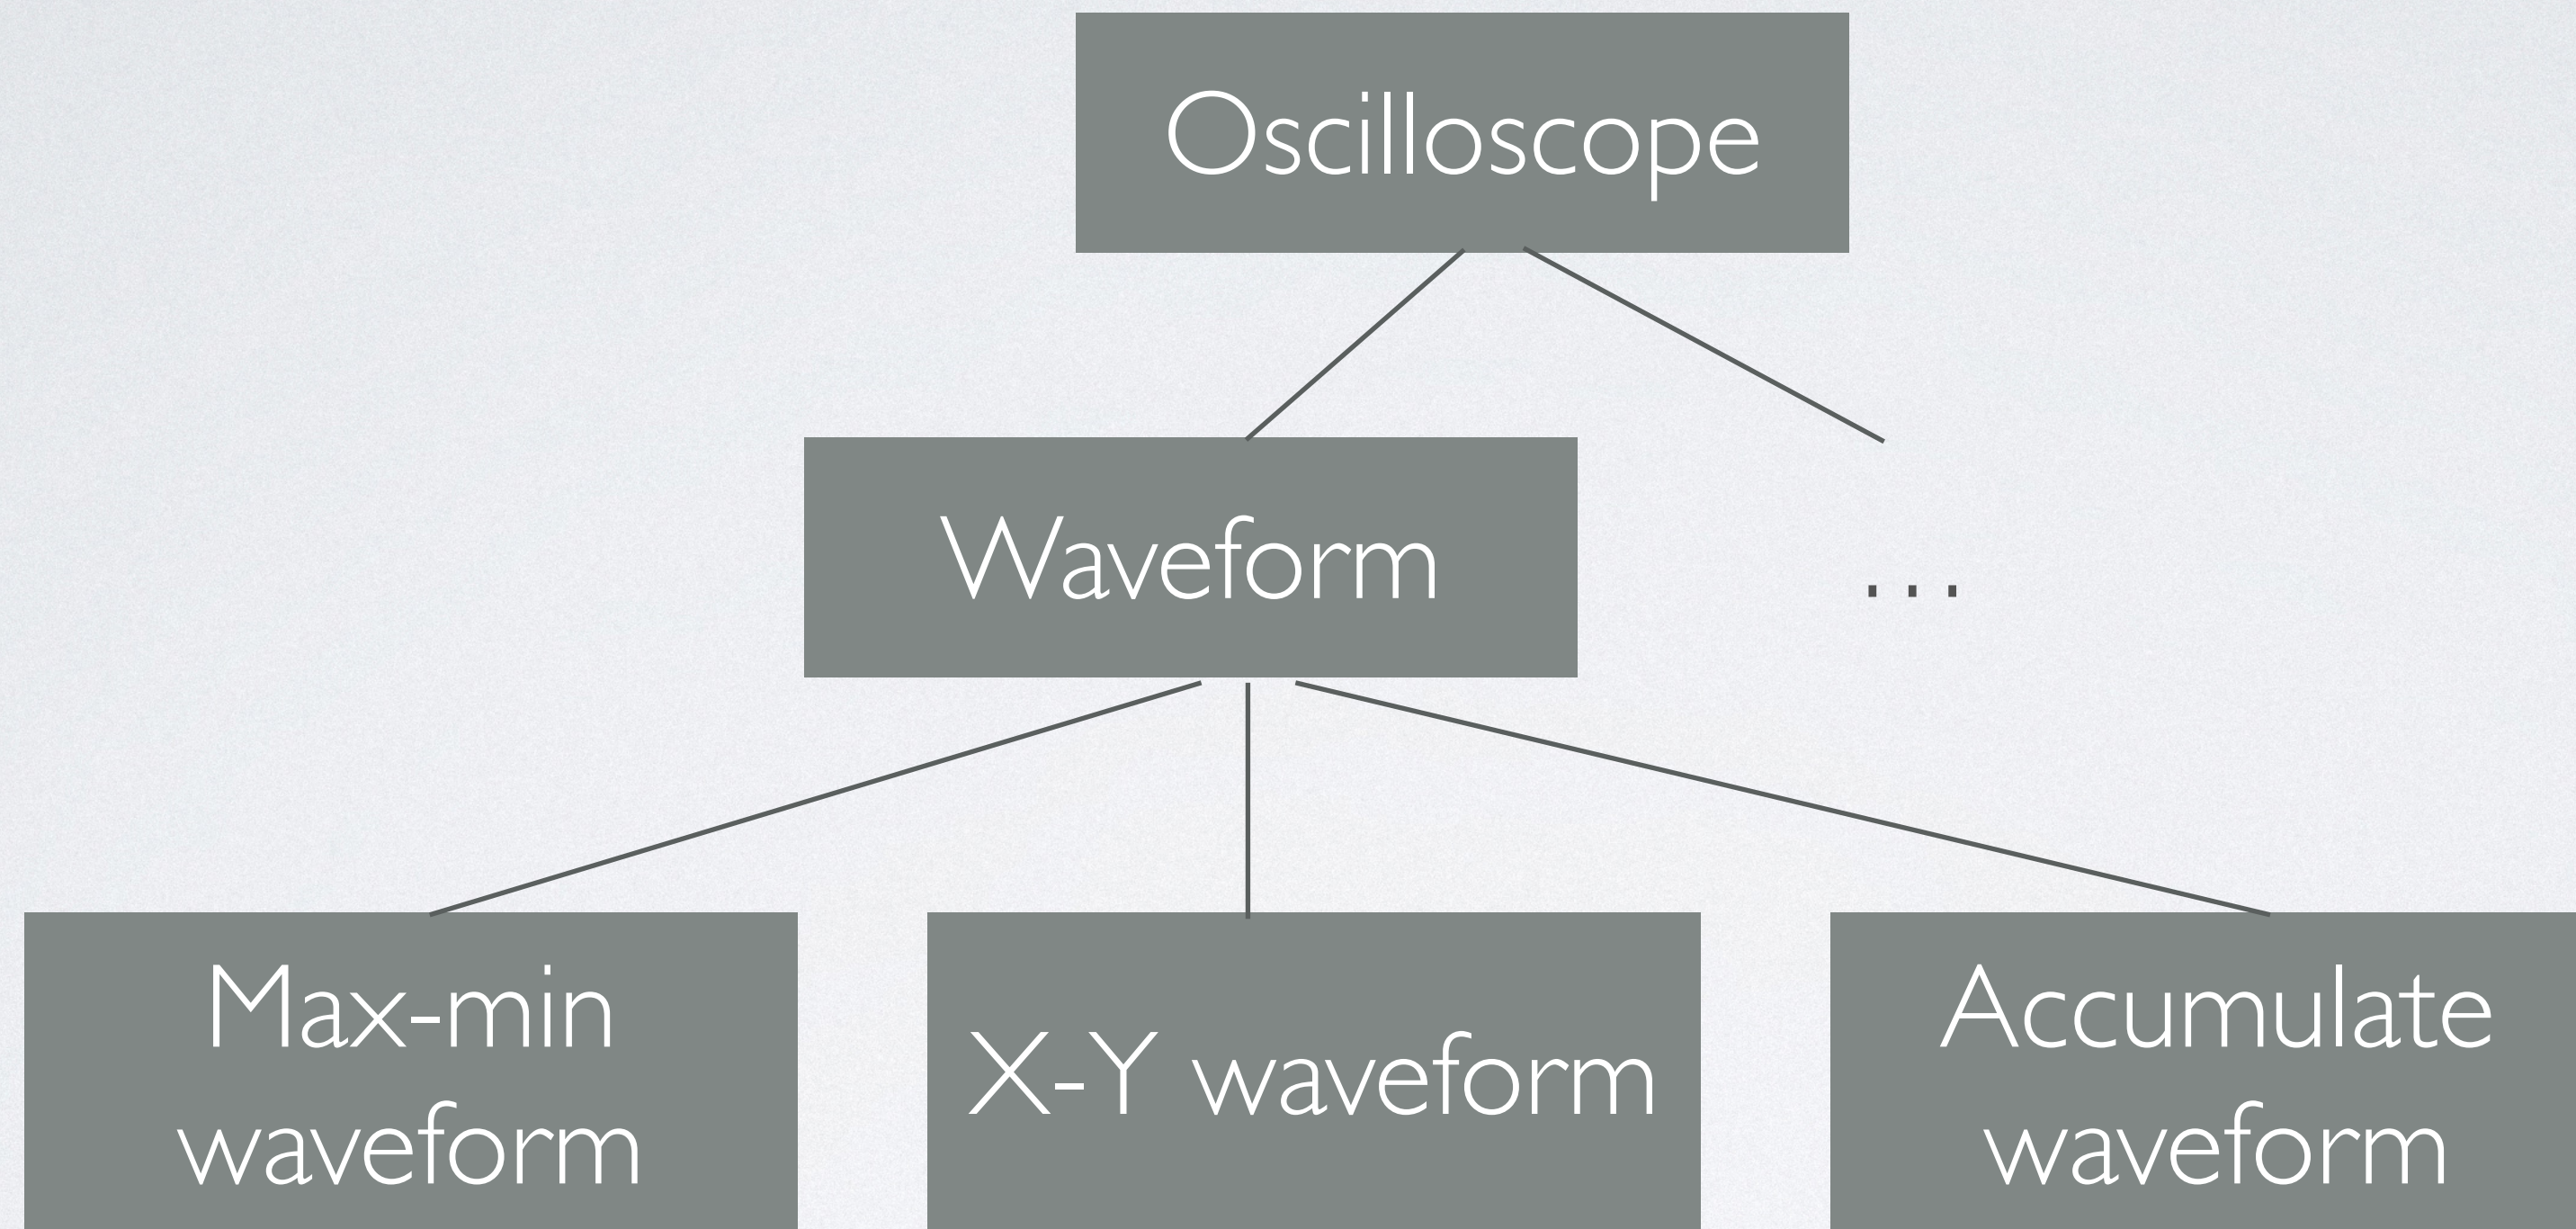 Oscilloscope
Waveform
...
Max-min
waveform
X-Y waveform
Accumulate
waveform